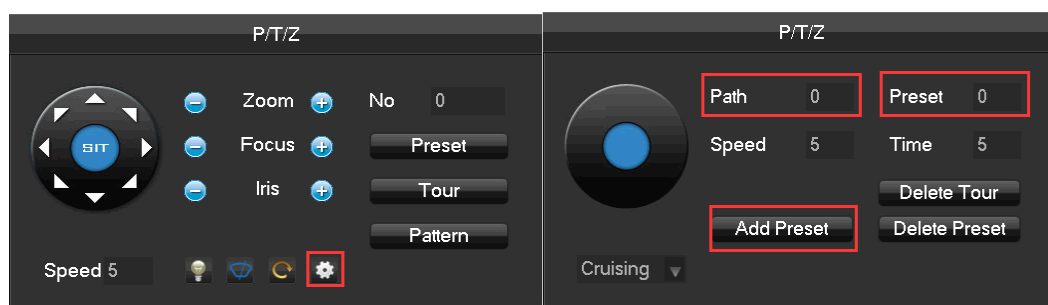 P/T/Z
Zoom No 0
SIT Focus Preset
Iris Tour
Pattern
Speed 5
P/T/Z
Path 0 Preset 0
Speed 5 Time 5
Delete Tour
Add Preset Delete Preset
Cruising